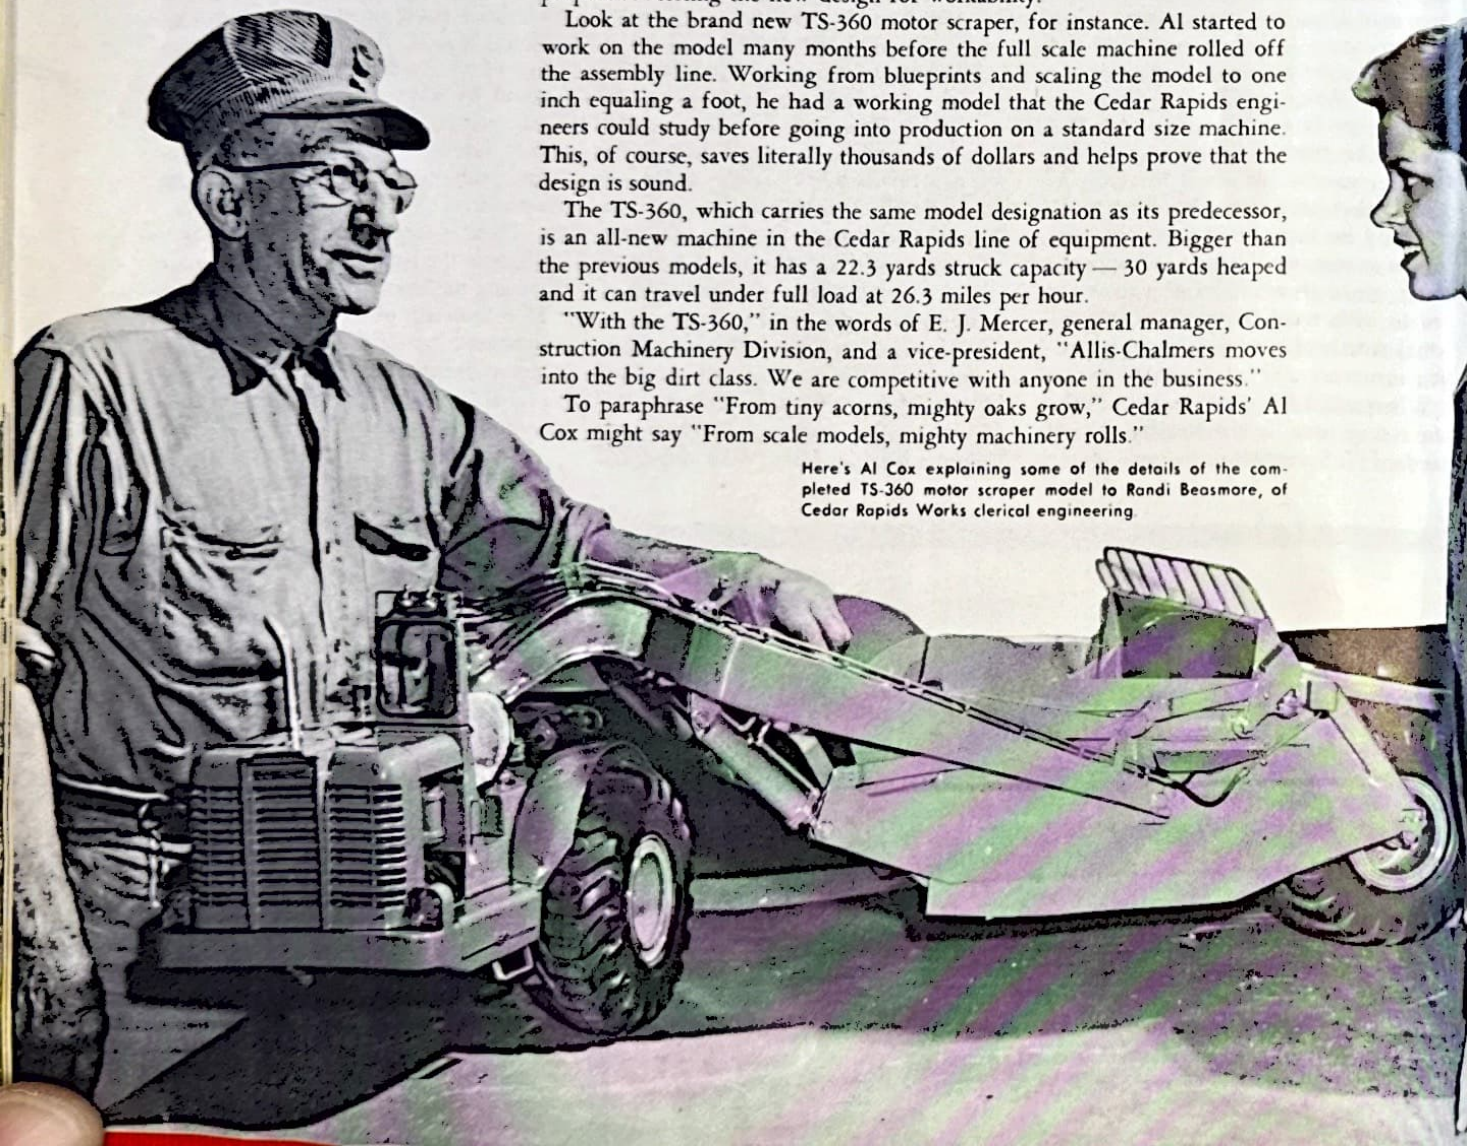 Look at the brand new TS-360 motor scraper, for instance. Al started to
work on the model many months before the full scale machine rolled off
the assembly line. Working from blueprints and scaling the model to one
inch equaling a foot, he had a working model that the Cedar Rapids engi-
neers could study before going into production on a standard size machine.
This, of course, saves literally thousands of dollars and helps prove that the
design is sound.
The TS-360, which carries the same model designation as its predecessor,
is an all-new machine in the Cedar Rapids line of equipment. Bigger than
the previous models, it has a 22.3 yards struck capacity — 30 yards heaped
and it can travel under full load at 26.3 miles per hour.
"With the TS-360," in the words of E. J. Mercer, general manager, Con-
struction Machinery Division, and a vice-president, "Allis-Chalmers moves
into the big dirt class. We are competitive with anyone in the business."
To paraphrase "From tiny acorns, mighty oaks grow," Cedar Rapids' Al
Cox might say "From scale models, mighty machinery rolls."
Here's Al Cox explaining some of the details of the com-
pleted TS-360 motor scraper model to Randi Beasmore, of
Cedar Rapids Works clerical engineering